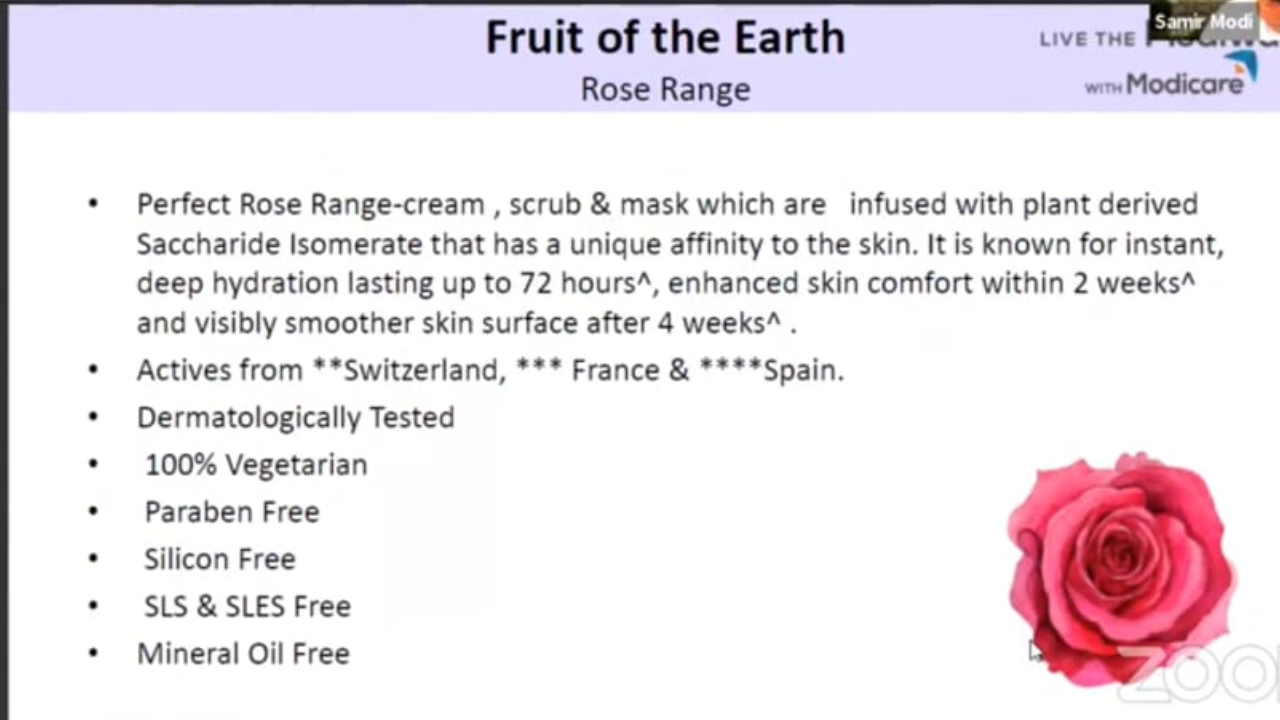 Samir Modi
Fruit of the Earth
LIVE THE
Rose Range
WITH Modicare
• Perfect Rose Range-cream , scrub & mask which are infused with plant derived
Saccharide Isomerate that has a unique affinity to the skin. It is known for instant,
deep hydration lasting up to 72 hours^, enhanced skin comfort within 2 weeks^
and visibly smoother skin surface after 4 weeks^ .
• Actives from **Switzerland, *** France & ****Spain.
• Dermatologically Tested
• 100% Vegetarian
• Paraben Free
• Silicon Free
• SLS & SLES Free
• Mineral Oil Free